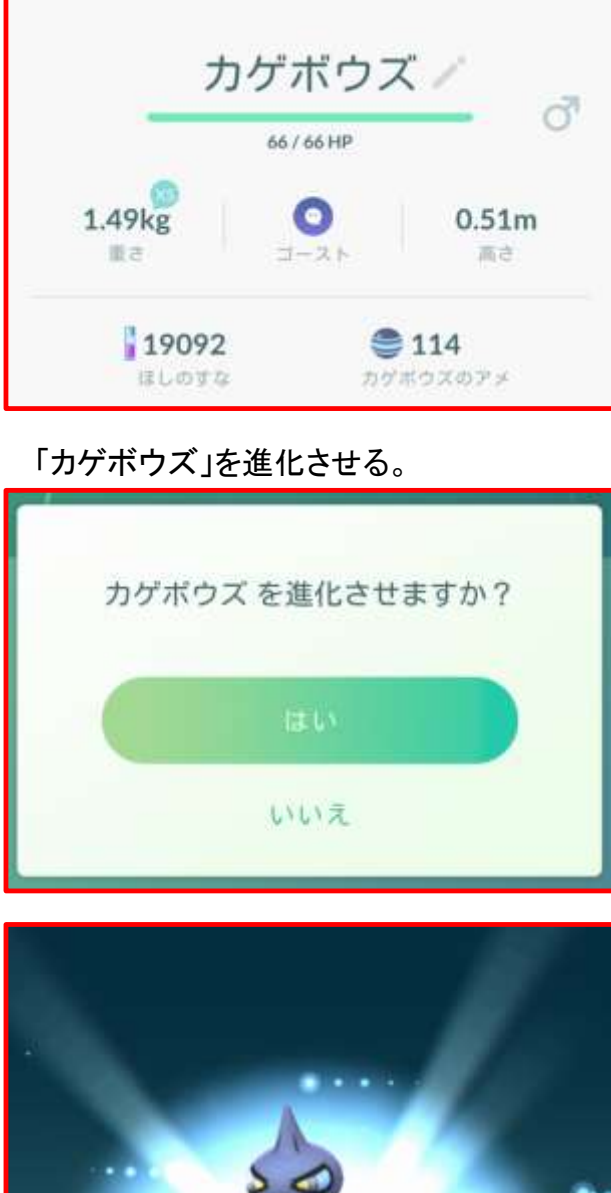 カゲボウズ
66 / 66 HP
XS
1.49kg
0.51m
重さ
ゴースト
高さ
19092
114
ほしのすな
カゲボウズのアメ
「カゲボウズ」を進化させる。
カゲボウズ を進化させますか？
はい
いいえ